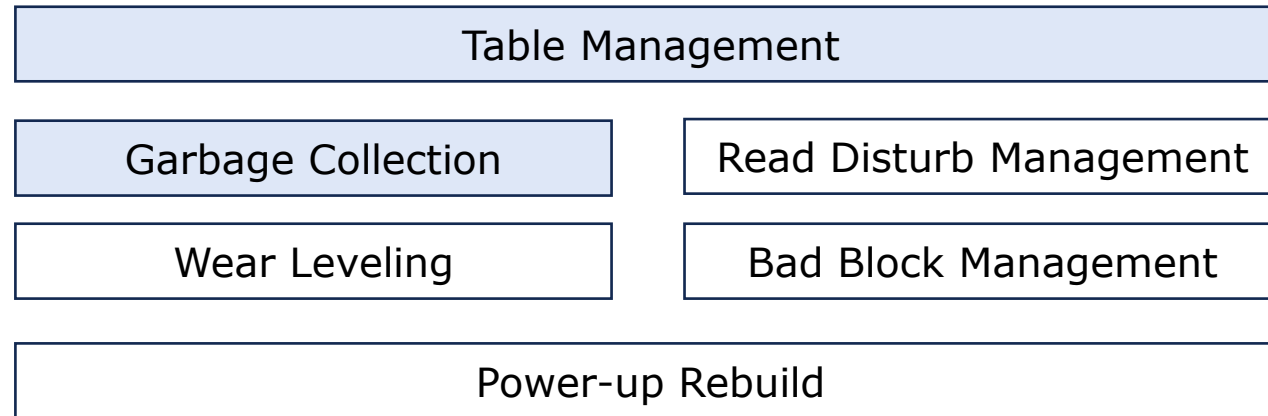 Table Management
Garbage Collection
Read Disturb Management
Wear Leveling
Bad Block Management
Power-up Rebuild